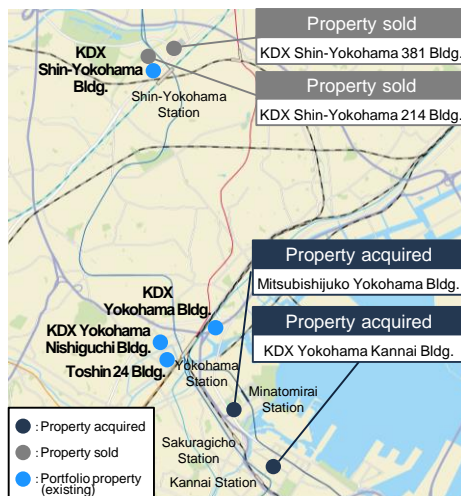 Property sold
KDX Shin-Yokohama 381 Bldg.
Property sold
KDX Shin-Yokohama 214 Bldg.
KDX
Shin-Yokohama
Bldg.
Shin-Yokohama
Station
Property acquired
Mitsubishijuko Yokohama Bldg.
Property acquired
KDX Yokohama Kannai Bldg.
KDX
Yokohama Bldg.
KDX Yokohama
Nishiguchi Bldg.
Toshin 24 Bldg.
Yokohama
Station
Minatomirai
Station
Sakuragicho
Station
Kannai Station
: Property acquired
: Property sold
: Portfolio property
(existing)